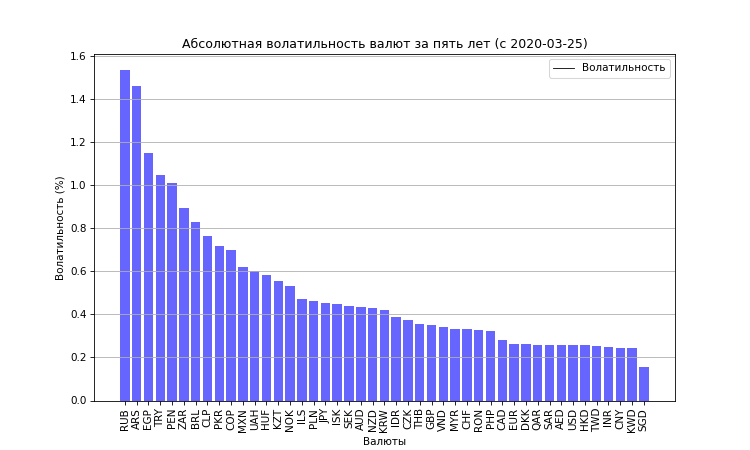 Абсолютная волатильность валют за пять лет (с 2020-03-25)
Волатильность
Волатильность (%)
1.6
1.4
1.2
1.0
0.8
0.6
0.4
0.2
0.0
RUB
ARS
EGP
TRY
PEN
ZAR
BRL
CLP
PKR
COP
MXN
UAH
HUF
KZT
NOK
ILS
PLN
JPY
ISK
SEK
AUD
NZD
KRW
IDR
CZK
THB
GBP
VND
MYR
CHF
RON
PHP
CAD
EUR
DKK
QAR
SAR
AED
USD
HKD
TWD
INR
CNY
KWD
SGD
Валюты